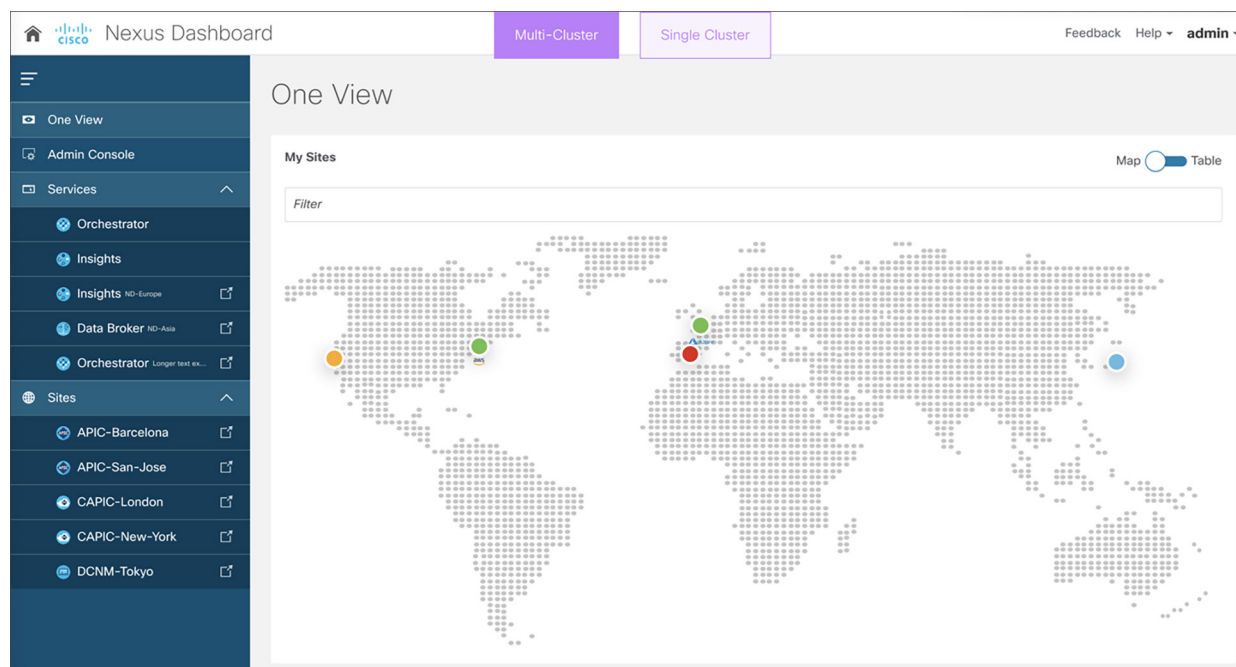 CISCO Nexus Dashboard
Multi-Cluster
Single Cluster
Feedback Help admin
One View
Admin Console
Services
Orchestrator
Insights
Insights ND-Europe
Data Broker ND-Asia
Orchestrator Longer text ex...
Sites
APIC-Barcelona
APIC-San-Jose
CAPIC-London
CAPIC-New-York
DCNM-Tokyo
One View
My Sites
Map Table
Filter
Azure
aws